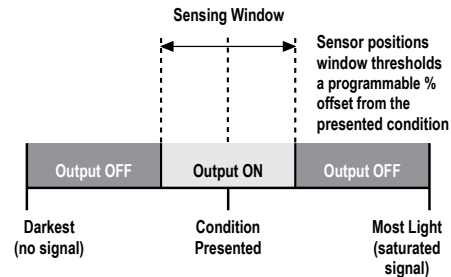 Sensing Window
Sensor positions
window thresholds
a programmable %
offset from the
presented condition
Output OFF
Output ON
Output OFF
Darkest
(no signal)
Condition
Presented
Most Light
(saturated
signal)